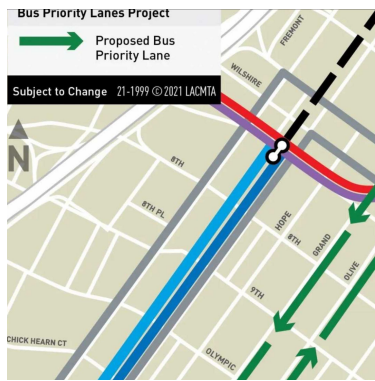 Bus Priority Lanes Project
Proposed Bus
Priority Lane
Subject to Change 21-1999 © 2021 LACMTA
FREMONT
WILSHIRE
N
8TH
8TH PL
HOPE
8TH
GRAND
OLIVE
9TH
CHICK HEARN CT
OLYMPIC